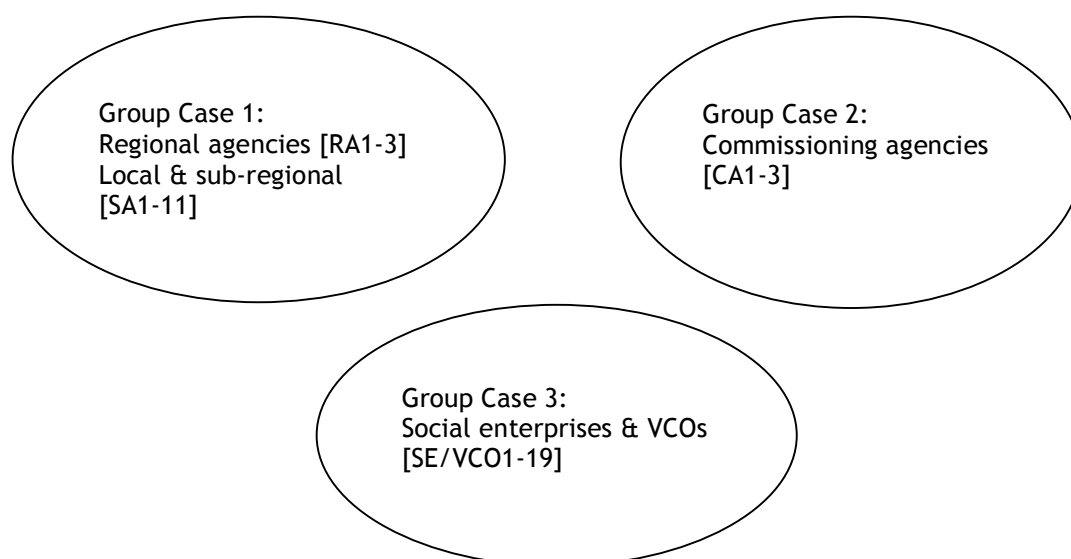 Group Case 1:
Regional agencies [RA1-3]
Local & sub-regional
[SA1-11]
Group Case 2:
Commissioning agencies
[CA1-3]
Group Case 3:
Social enterprises & VCOs
[SE/VCO1-19]